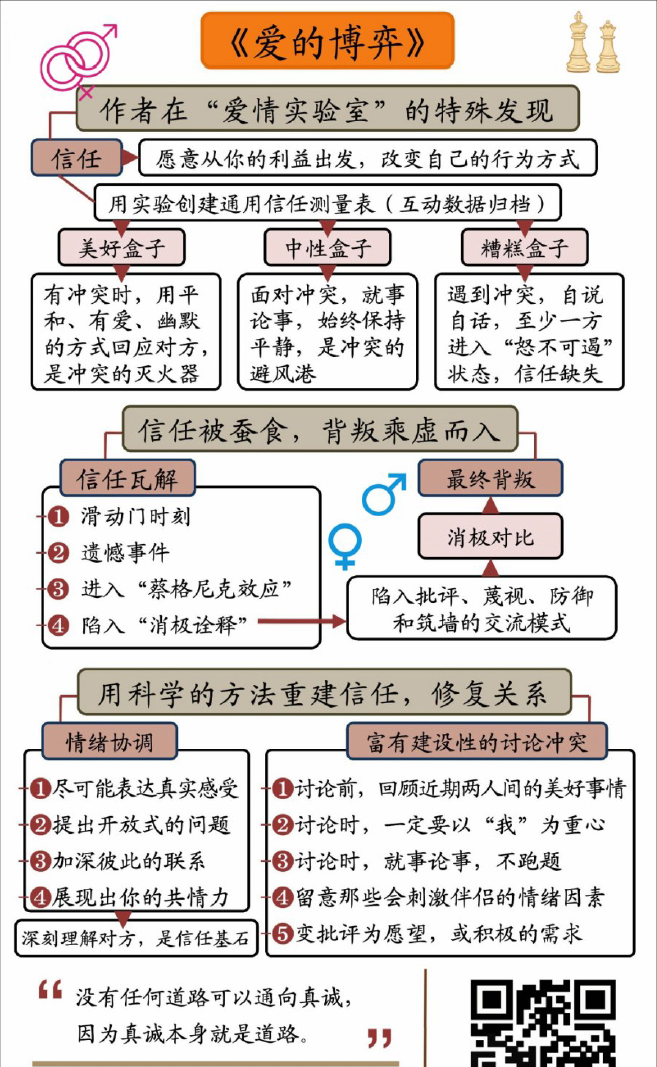 《爱的博弈》
作者在“爱情实验室”的特殊发现
信任
愿意从你的利益出发，改变自己的行为方式
用实验创建通用信任测量表（互动数据归档）
美好盒子
中性盒子
糟糕盒子
有冲突时，用平
和、有爱、幽默
的方式回应对方，
是冲突的灭火器
面对冲突，就事
论事，始终保持
平静，是冲突的
避风港
遇到冲突，自说
自话，至少一方
进入“怒不可遏”
状态，信任缺失
信任被蚕食，背叛乘虚而入
信任瓦解
❶ 滑动门时刻
❷ 遗憾事件
❸ 进入“蔡格尼克效应”
❹ 陷入“消极诠释”
最终背叛
消极对比
陷入批评、蔑视、防御
和筑墙的交流模式
用科学的方法重建信任，修复关系
情绪协调
❶尽可能表达真实感受
❷提出开放式的问题
❸加深彼此的联系
❹展现出你的共情力
深刻理解对方，是信任基石
富有建设性的讨论冲突
❶讨论前，回顾近期两人间的美好事情
❷讨论时，一定要以“我”为重心
❸讨论时，就事论事，不跑题
❹留意那些会刺激伴侣的情绪因素
❺变批评为愿望，或积极的需求
“没有任何道路可以通向真诚，
因为真诚本身就是道路。”